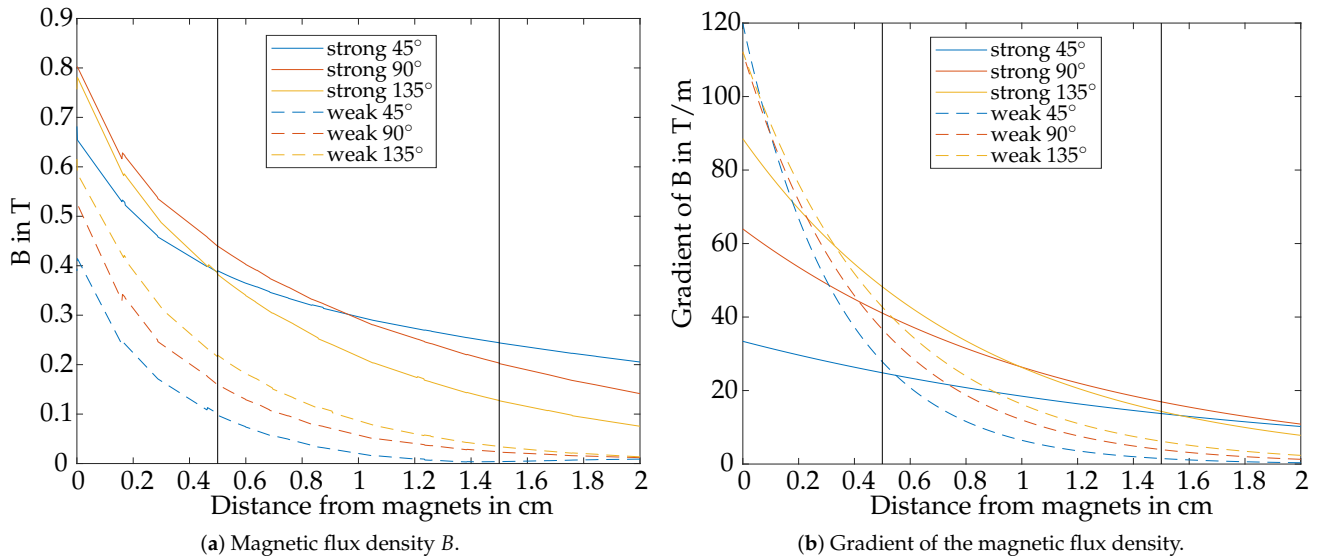 0.9
0.8
0.7
0.6
0.5
0.4
0.3
0.2
0.1
0
B in T
strong 45°
strong 90°
strong 135°
weak 45°
weak 90°
weak 135°
0 0.2 0.4 0.6 0.8 1 1.2 1.4 1.6 1.8 2
Distance from magnets in cm
(a) Magnetic flux density B.
120
100
80
60
40
20
0
Gradient of B in T/m
strong 45°
strong 90°
strong 135°
weak 45°
weak 90°
weak 135°
0 0.2 0.4 0.6 0.8 1 1.2 1.4 1.6 1.8 2
Distance from magnets in cm
(b) Gradient of the magnetic flux density.